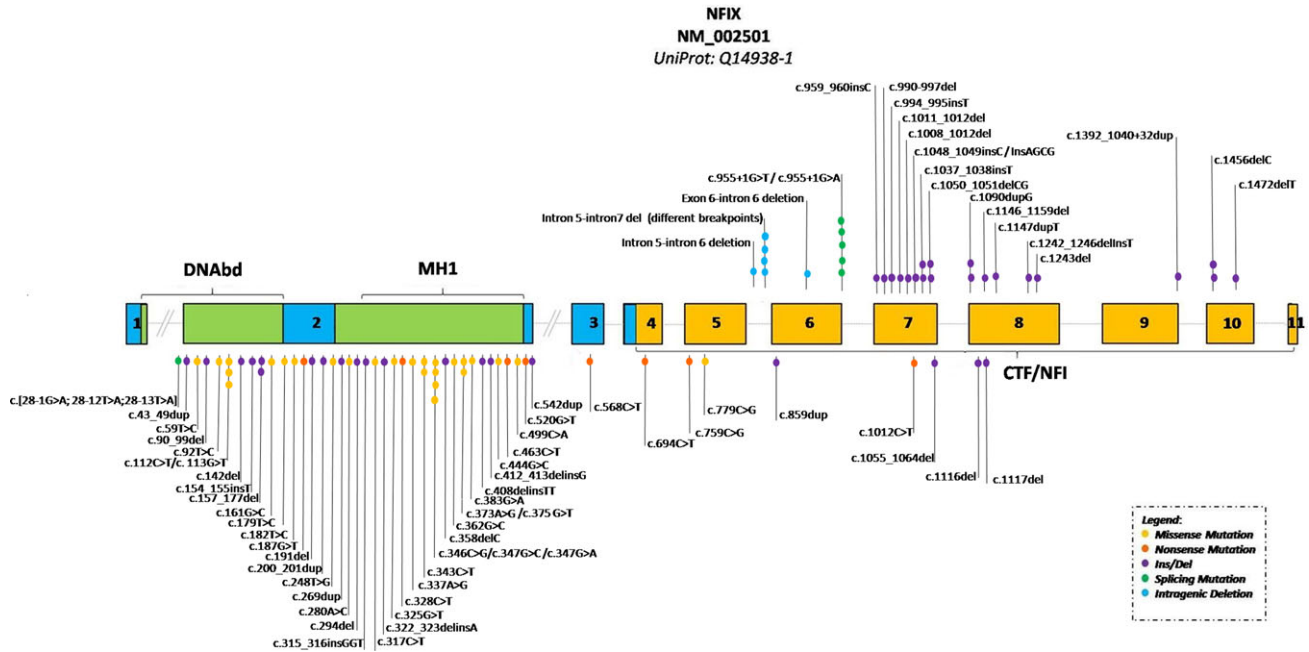 NFIX
NM_002501
UniProt: Q14938-1
c.959_960insC
c.990-997del
c.994_995insT
c.1011_1012del
c.1008_1012del
c.1048_1049insC/InsAGCG
c.1037_1038insT
c.1050_1051delCG
c.1090dupG
c.1146_1159del
c.1147dupT
c.1242_1246delInsT
c.1243del
c.1392_1040+32dup
c.1456delC
c.1472delT
c.955+1G>T/c.955+1G>A
Exon 6-intron 6 deletion
Intron 5-intron7 del (different breakpoints)
Intron 5-intron 6 deletion
DNAbd
MH1
1
2
3
4
5
6
7
8
9
10
11
CTF/NFI
c.[28-1G>A; 28-12T>A;28-13T>A]
c.43_49dup
c.59T>C
c.90_99del
c.92T>C
c.112C>T/c.113G>T
c.142del
c.154_155insT
c.157_177del
c.161G>C
c.179T>C
c.182T>C
c.187G>T
c.191del
c.200_201dup
c.248T>G
c.269dup
c.280A>C
c.294del
c.315_316insGGT
c.317C>T
c.322_323delinsA
c.325G>T
c.328C>T
c.337A>G
c.343C>T
c.346C>G/c.347G>C/c.347G>A
c.358delC
c.362G>C
c.373A>G/c.375G>T
c.383G>A
c.408delinsTT
c.412_413delinsG
c.444G>C
c.463C>T
c.499C>A
c.520G>T
c.542dup
c.568C>T
c.694C>T
c.759C>G
c.779C>G
c.859dup
c.1012C>T
c.1055_1064del
c.1116del
c.1117del
Legend:
Missense Mutation
Nonsense Mutation
Ins/Del
Splicing Mutation
Intragenic Deletion